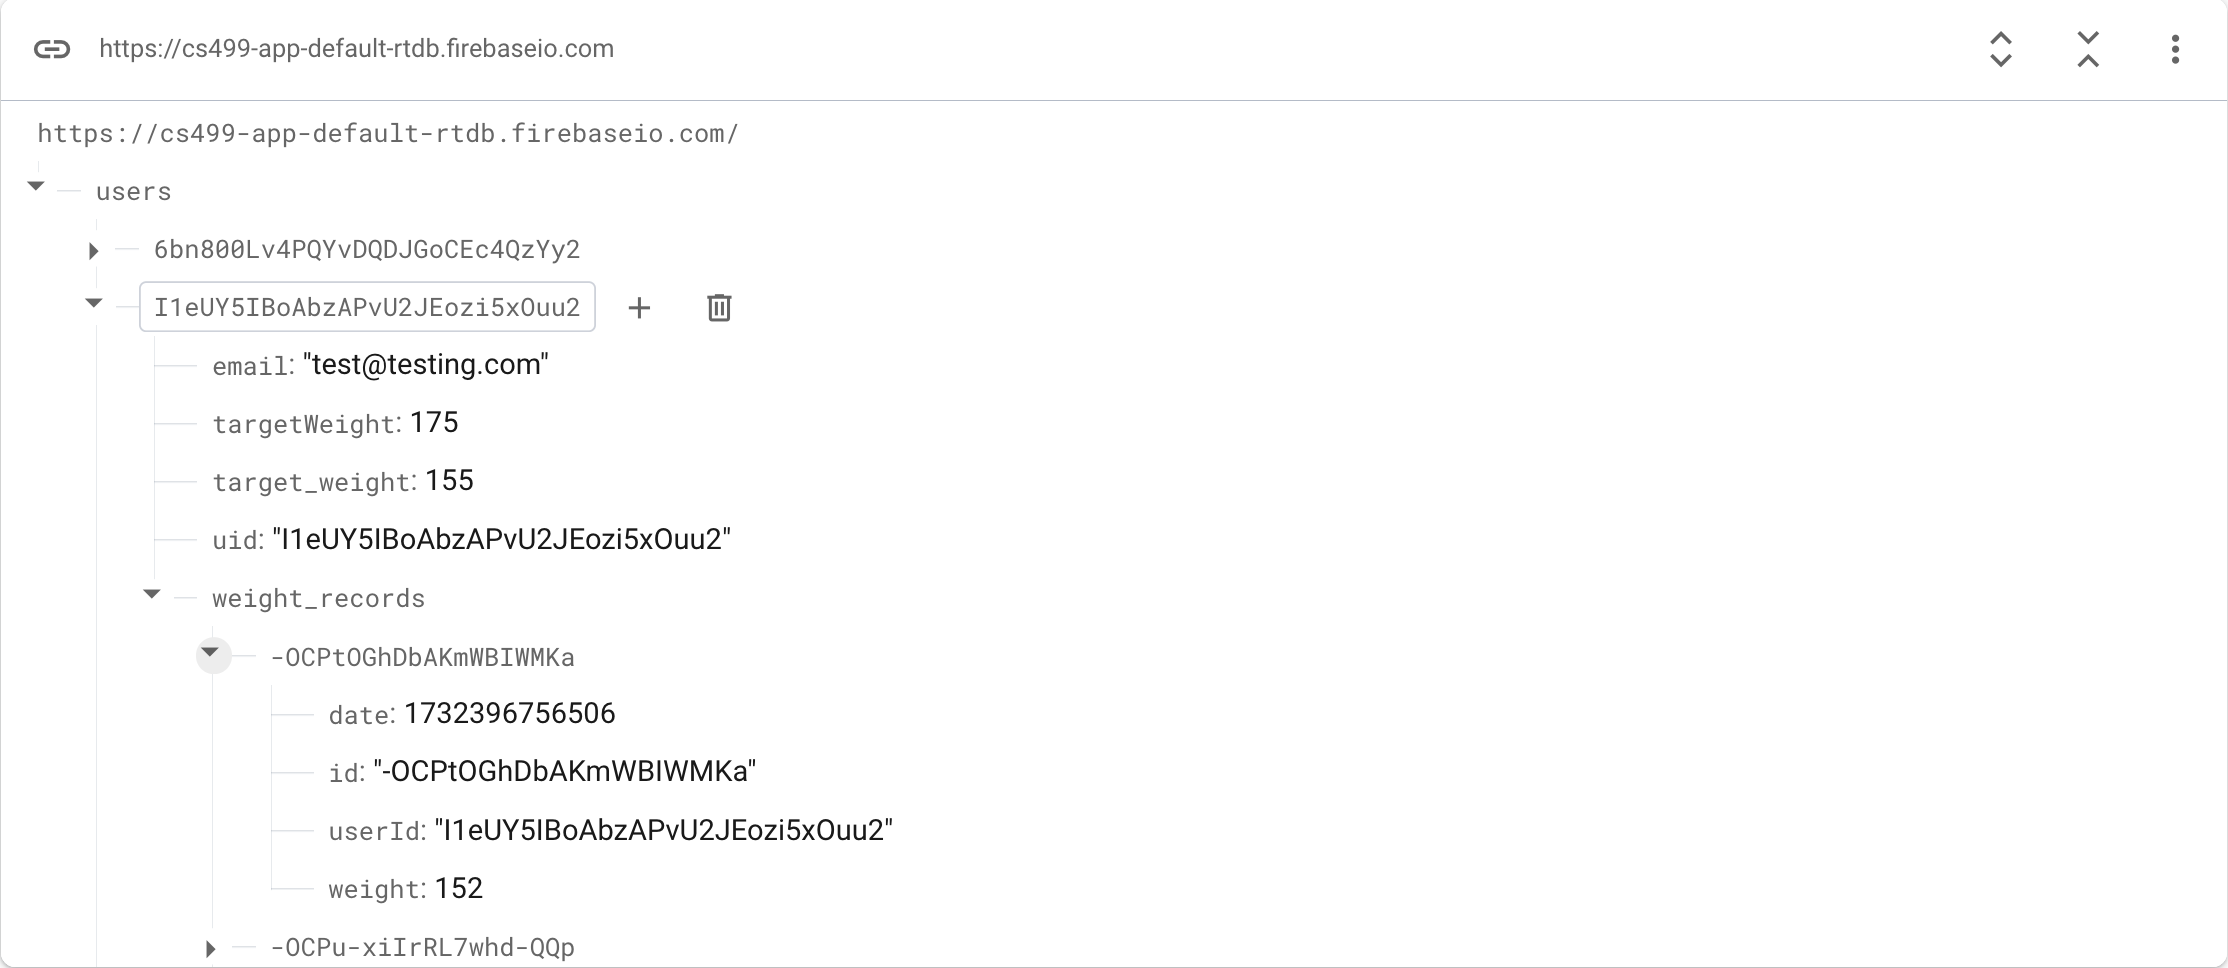 https://cs499-app-default-rtdb.firebaseio.com
https://cs499-app-default-rtdb.firebaseio.com/
users
6bn800Lv4PQYvDQDJGoCEc4QzYy2
I1eUY5IBoAbzAPvU2JEozi5xOuu2
email: "test@testing.com"
targetWeight: 175
target_weight: 155
uid: "I1eUY5IBoAbzAPvU2JEozi5xOuu2"
weight_records
-OCPtOGhDbAKmWBIWMKa
date: 1732396756506
id: "-OCPtOGhDbAKmWBIWMKa"
userId: "I1eUY5IBoAbzAPvU2JEozi5xOuu2"
weight: 152
-OCPu-xiIrRL7whd-QQp